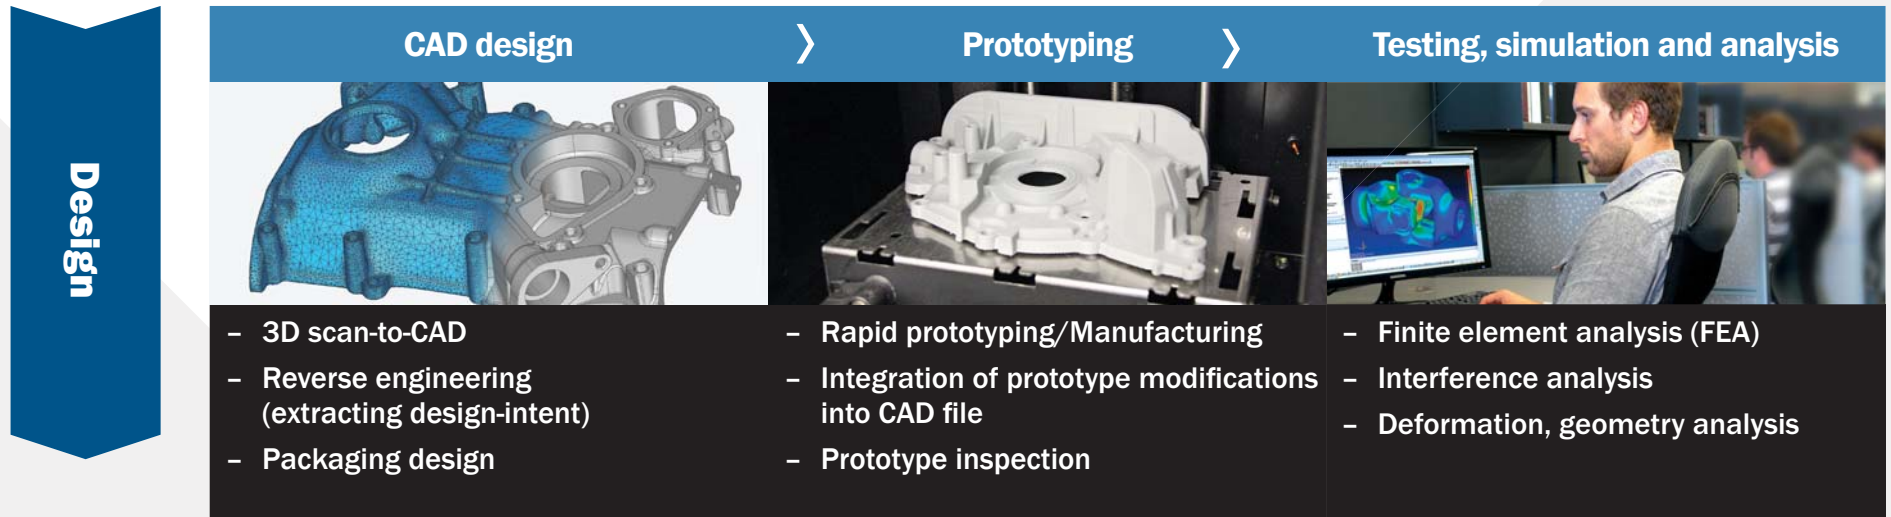 Design
CAD design
Prototyping
Testing, simulation and analysis
– 3D scan-to-CAD
– Reverse engineering
(extracting design-intent)
– Packaging design
– Rapid prototyping/Manufacturing
– Integration of prototype modifications
into CAD file
– Prototype inspection
– Finite element analysis (FEA)
– Interference analysis
– Deformation, geometry analysis